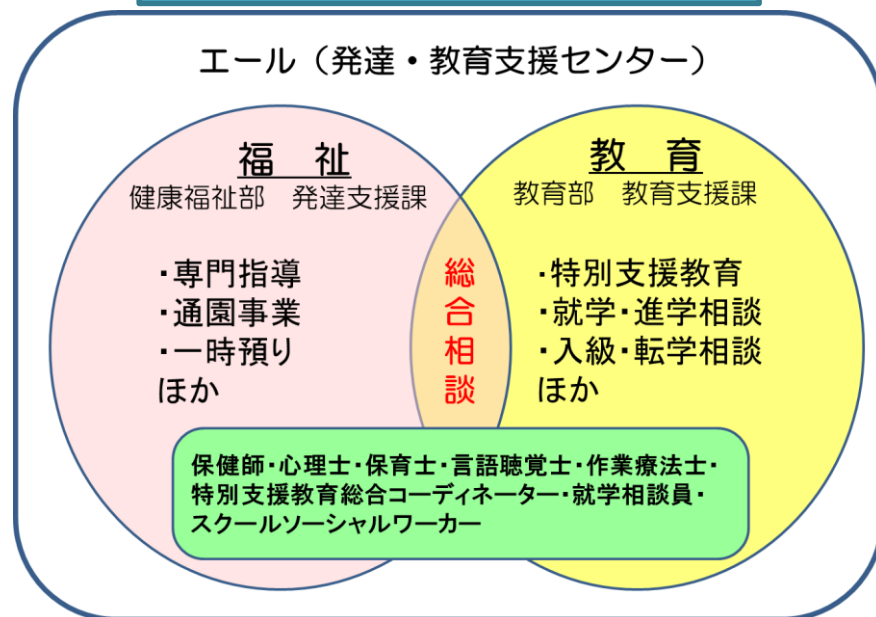 エール（発達・教育支援センター）
福　祉
健康福祉部　発達支援課
・専門指導
・通園事業
・一時預り
ほか
総合相談
教　育
教育部　教育支援課
・特別支援教育
・就学・進学相談
・入級・転学相談
ほか
保健師・心理士・保育士・言語聴覚士・作業療法士・
特別支援教育総合コーディネーター・就学相談員・
スクールソーシャルワーカー